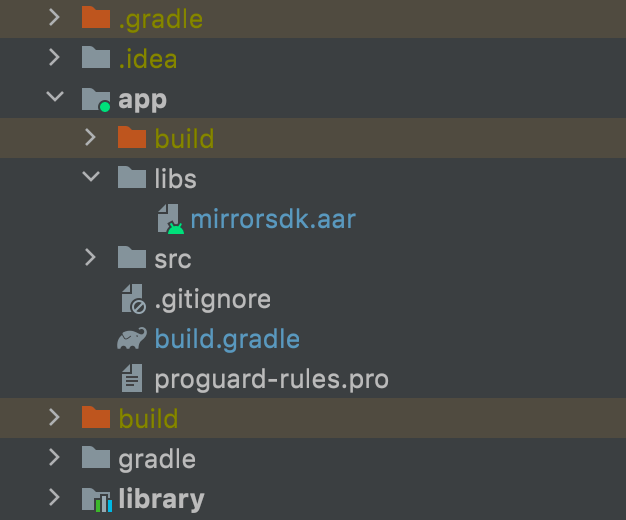 .gradle
.idea
app
build
libs
mirrorsdk.aar
src
.gitignore
build.gradle
proguard-rules.pro
build
gradle
library